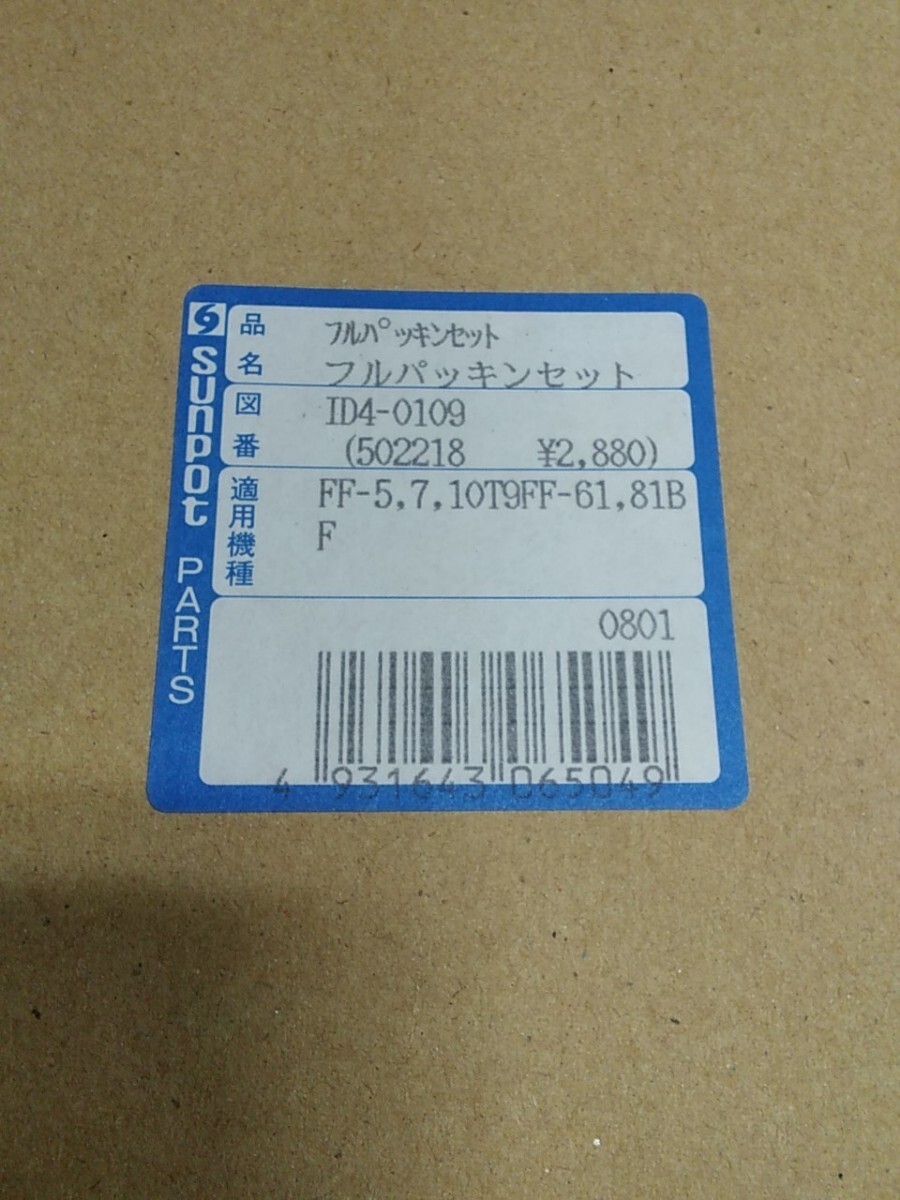 sunpot PARTS
品名
ﾌﾙﾊﾟｯｷﾝｾｯﾄ
フルパッキンセット
図番
ID4-0109
(502218 ¥2,880)
適用機種
FF-5,7,10T9FF-61,81B
F
0801
4 931643 065049